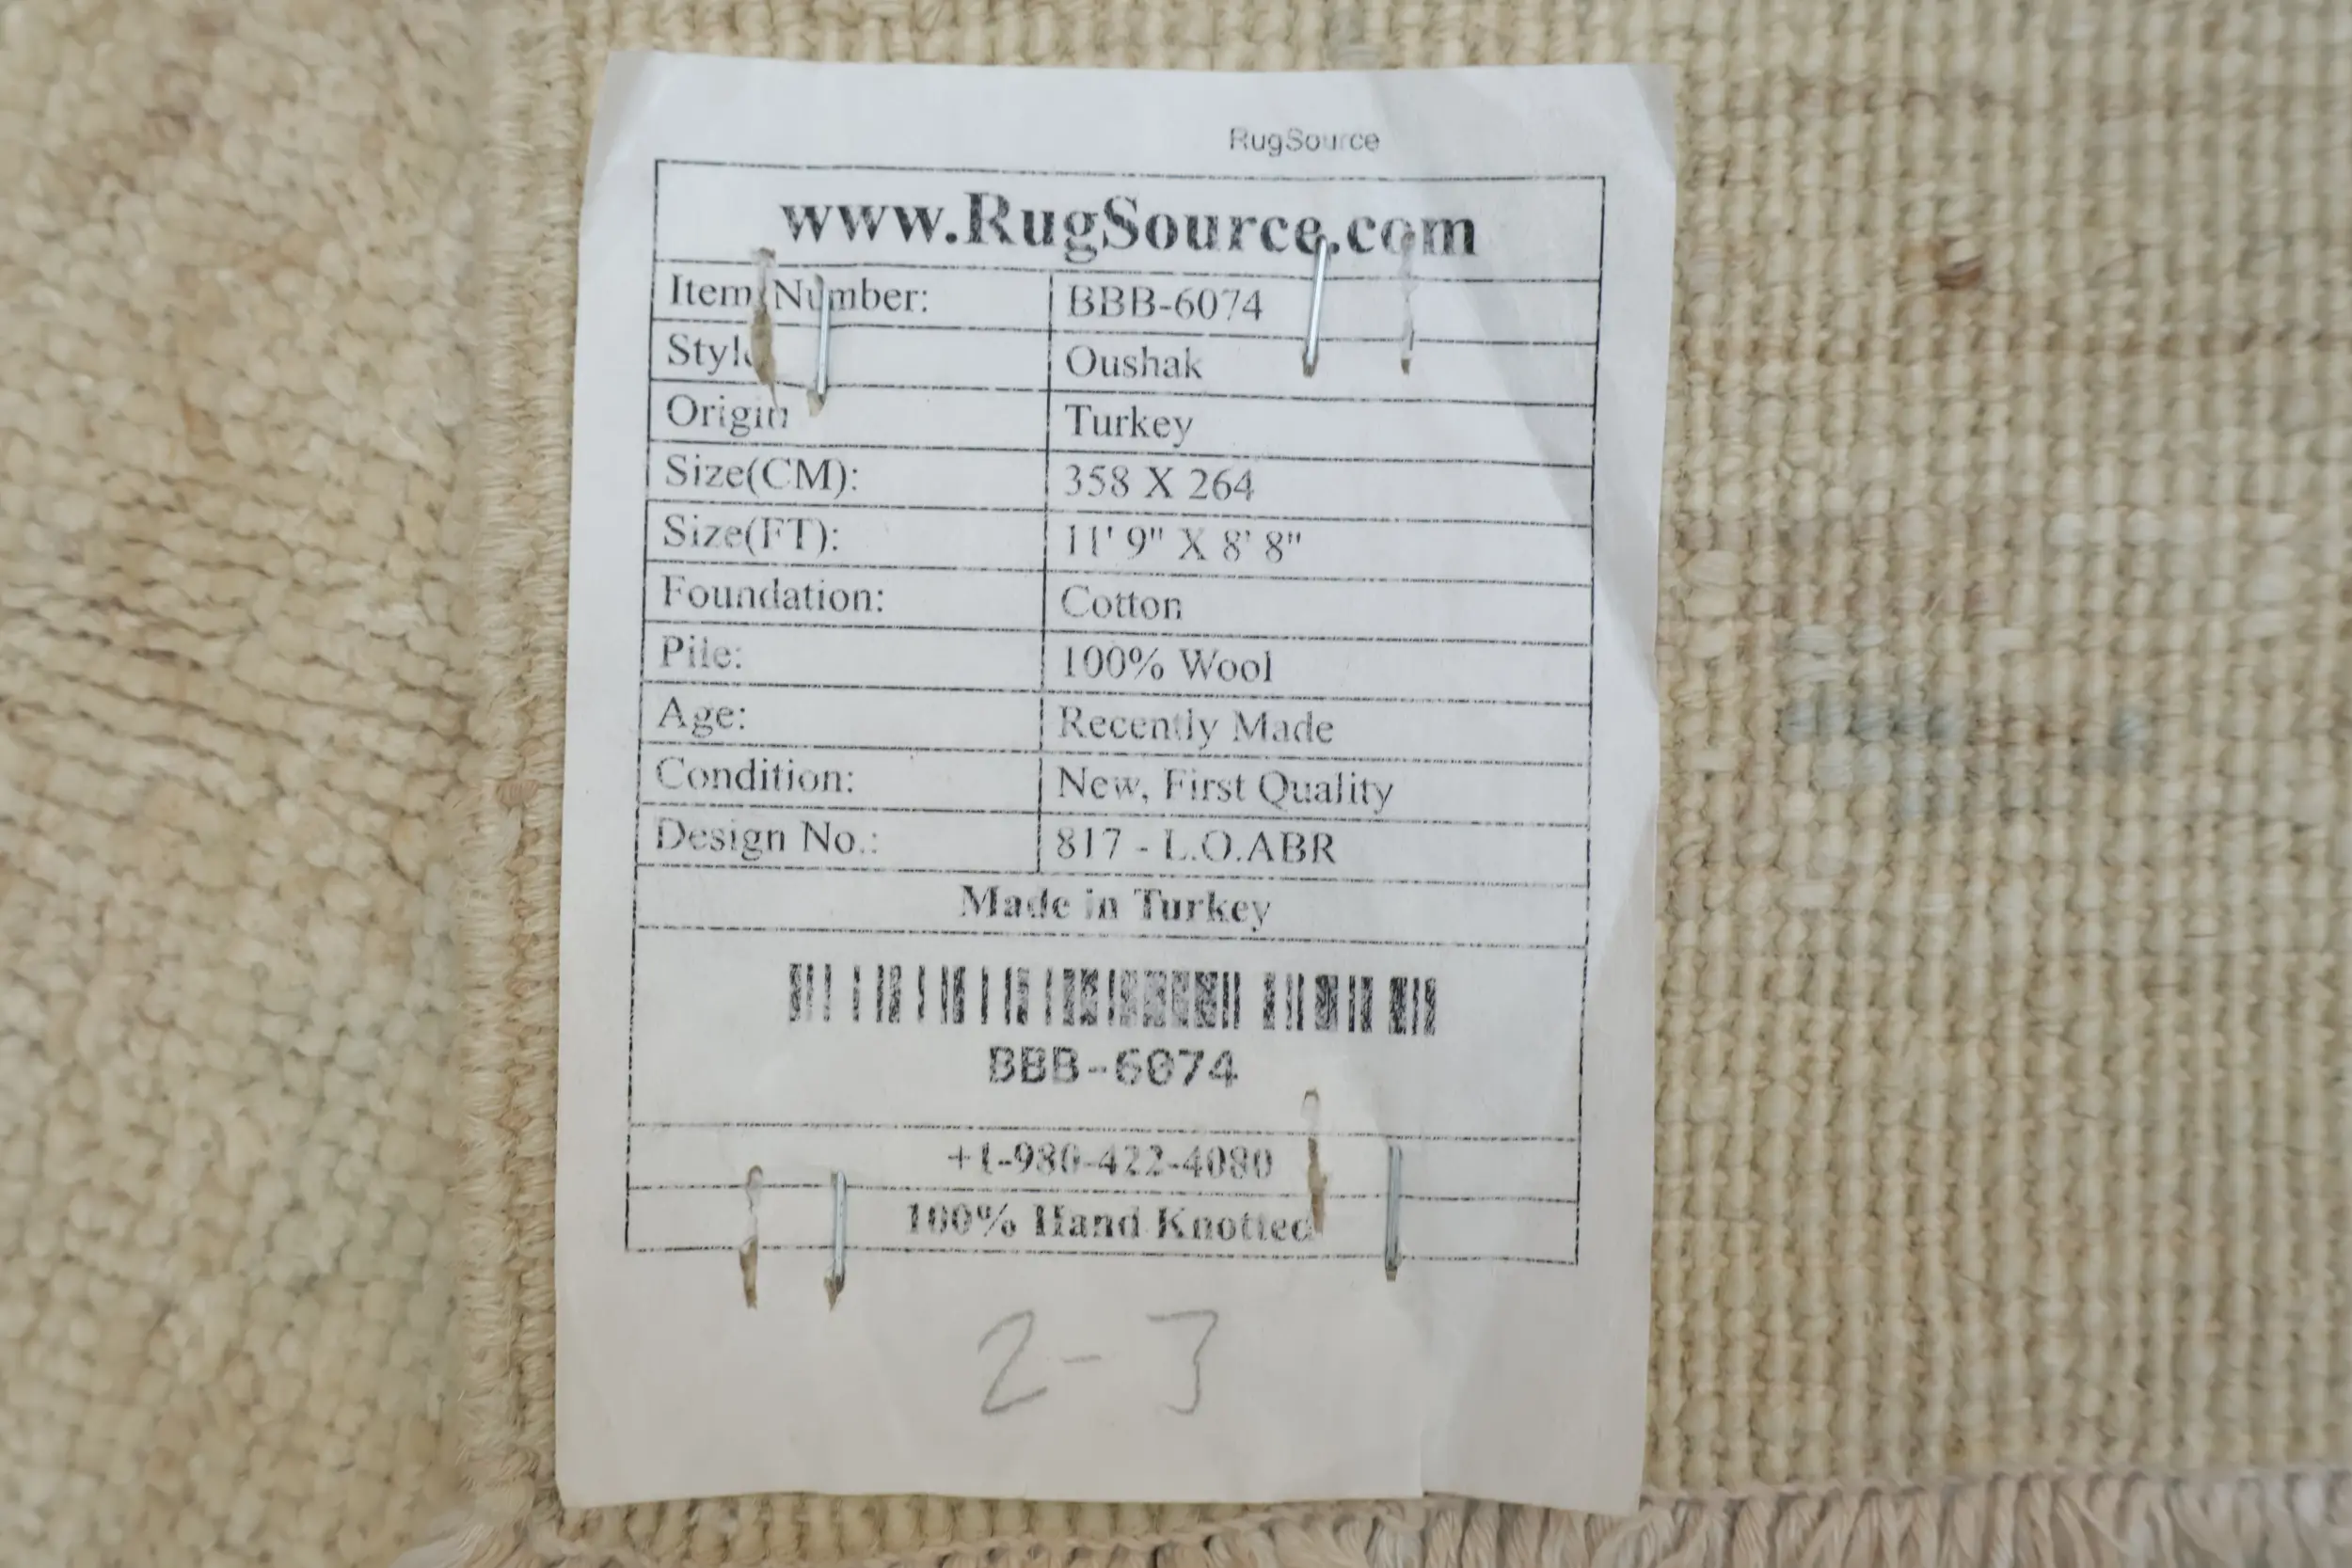 RugSource
www.RugSource.com
Item Number: BBB-6074
Style Oushak
Origin Turkey
Size(CM): 358 X 264
Size(FT): 11' 9" X 8' 8"
Foundation: Cotton
Pile: 100% Wool
Age: Recently Made
Condition: New, First Quality
Design No.: 817 - L.O.ABR
Made in Turkey
BBB-6074
+1-980-422-4080
100% Hand Knotted
2-3